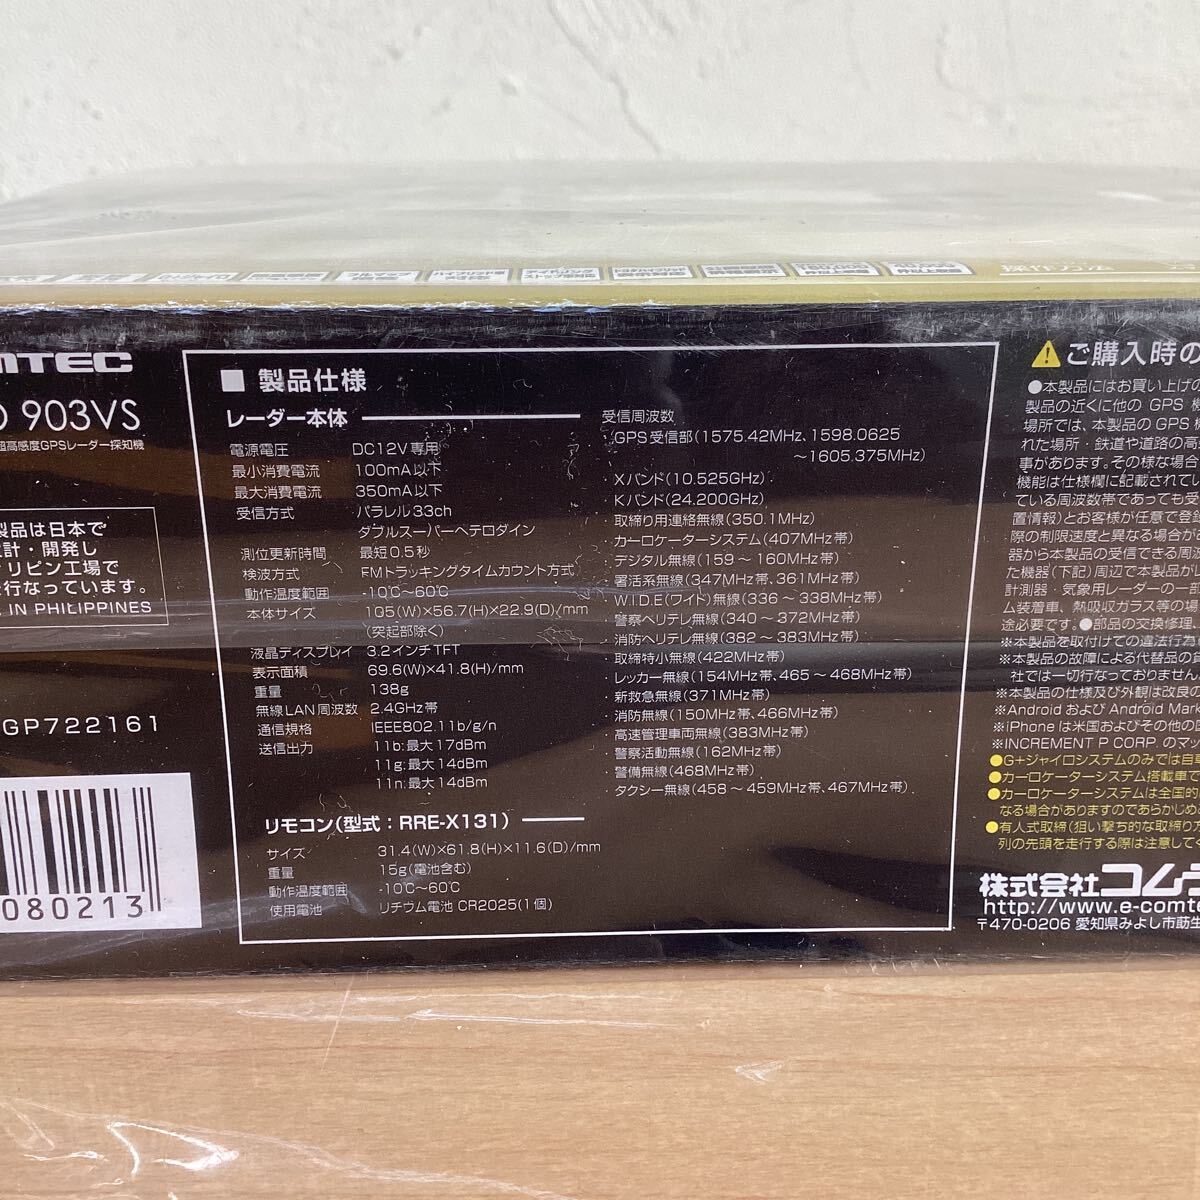 MTEC
903VS
超高感度GPSレーダー探知機
製品は日本で
計・開発し
リピン工場で
行なっています。
IN PHILIPPINES
GP722161
080213
■ 製品仕様
レーダー本体
電源電圧 DC12V専用
最小消費電流 100mA以下
最大消費電流 350mA以下
受信方式 パラレル33ch
ダブルスーパーヘテロダイン
測位更新時間 最短0.5秒
検波方式 FMトラッキングタイムカウント方式
動作温度範囲 -10℃~60℃
本体サイズ 105(W)×56.7(H)×22.9(D)/mm
(突起部除く)
液晶ディスプレイ 3.2インチTFT
表示面積 69.6(W)×41.8(H)/mm
重量 138g
無線LAN周波数 2.4GHz帯
通信規格 IEEE802.11b/g/n
送信出力 11b:最大17dBm
11g:最大14dBm
11n:最大14dBm
リモコン(型式:RRE-X131)
サイズ 31.4(W)×61.8(H)×11.6(D)/mm
重量 15g(電池含む)
動作温度範囲 -10℃~60℃
使用電池 リチウム電池 CR2025(1個)
受信周波数
・GPS受信部(1575.42MHz、1598.0625
~1605.375MHz)
・Xバンド(10.525GHz)
・Kバンド(24.200GHz)
・取締り用連絡無線(350.1MHz)
・カーロケーターシステム(407MHz帯)
・デジタル無線(159~160MHz帯)
・署活系無線(347MHz帯、361MHz帯)
・W.I.D.E(ワイド)無線(336~338MHz帯)
・警察ヘリテレ無線(340~372MHz帯)
・消防ヘリテレ無線(382~383MHz帯)
・取締特小無線(422MHz帯)
・レッカー無線(154MHz帯、465~468MHz帯)
・新救急無線(371MHz帯)
・消防無線(150MHz帯、466MHz帯)
・高速管理車両無線(383MHz帯)
・警察活動無線(162MHz帯)
・警備無線(468MHz帯)
・タクシー無線(458~459MHz帯、467MHz帯)
⚠ご購入時の
●本製品にはお買い上げの
製品の近くに他の GPS 機
場所では、本製品の GPS 機
れた場所・鉄道や道路の高
事があります。その様な場合
機能は仕様欄に記載されてい
ている周波数帯であっても受
置情報)とお客様が任意で登録
際の制限速度と異なる場合があ
器から本製品の受信できる周
た機器(下記)周辺で本製品がレ
計測器・気象用レーダーの一部
ム装着車、熱吸収ガラス等の場
途必要です。●部品の交換修理、
※本製品を取付けての違法行為、
※本製品の故障による代替品の貸
社では一切行なっておりません。
※本製品の仕様及び外観は改良の
※Android および Android Mark
※iPhone は米国およびその他の国
※INCREMENT P CORP. のマッ
●G+ジャイロシステムのみでは自車
●カーロケーターシステム搭載車で
●カーロケーターシステムは全国的
なる場合がありますのであらかじめ
●有人式取締(狙い撃ち的な取締り方
列の先頭を走行する際は注意してく
株式会社コムテ
http://www.e-comte
〒470-0206 愛知県みよし市莇生